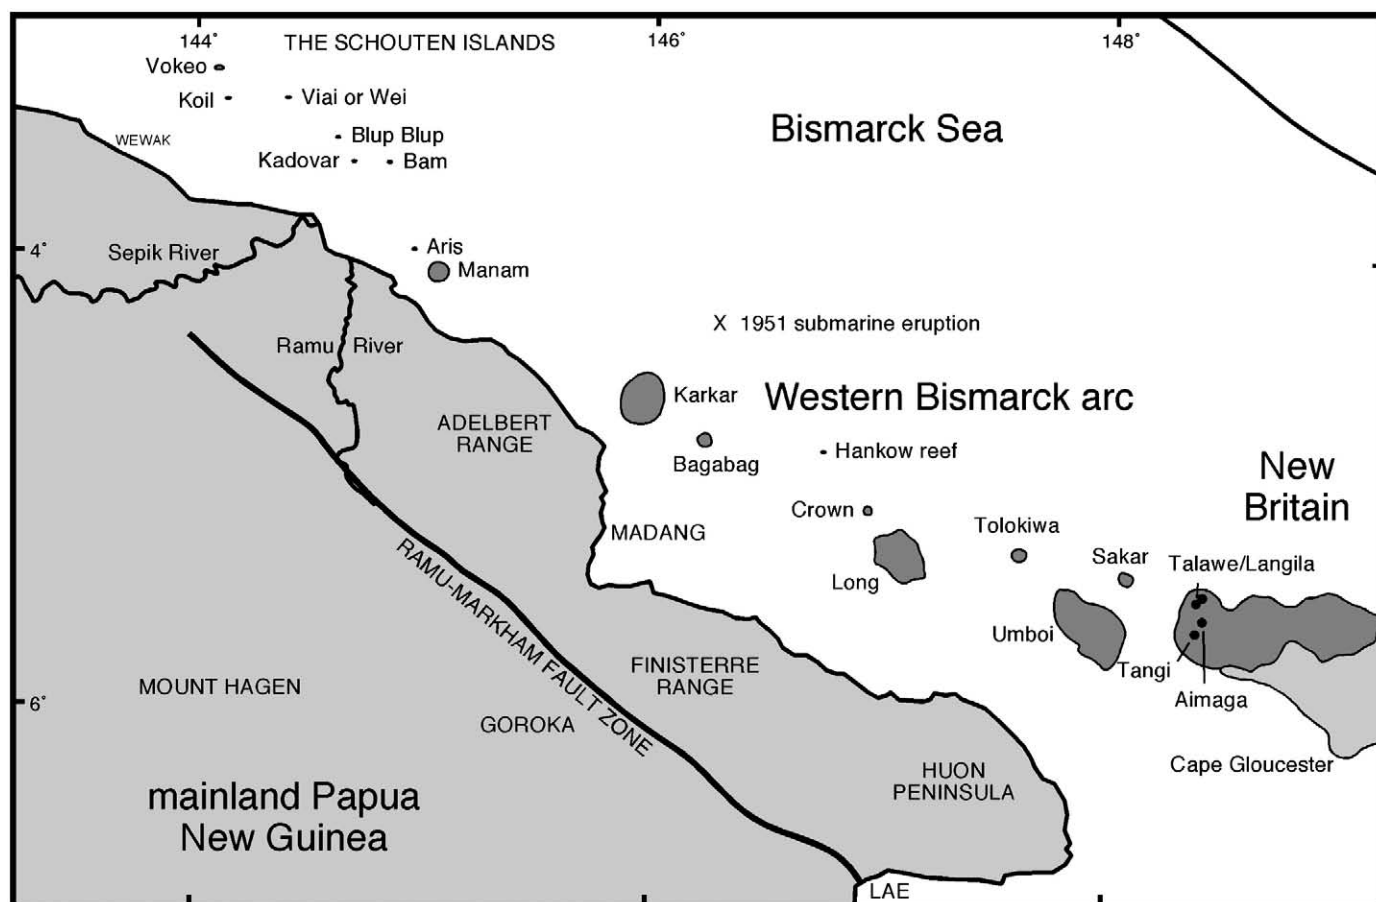 144°
THE SCHOUTEN ISLANDS
146°
148°
Vokeo
Koil
Viai or Wei
WEWAK
Blup Blup
Kadovar
Bam
Bismarck Sea
4°
Sepik River
Aris
Manam
X 1951 submarine eruption
Ramu River
Karkar
Western Bismarck arc
ADELBERT
RANGE
Bagabag
Hankow reef
New
Britain
Crown
MADANG
Tolokiwa
Long
Sakar
Talawe/Langila
RAMU-MARKHAM FAULT ZONE
Umboi
Tangi
Aimaga
FINISTERRE
RANGE
MOUNT HAGEN
6°
GOROKA
Cape Gloucester
HUON
PENINSULA
mainland Papua
New Guinea
LAE